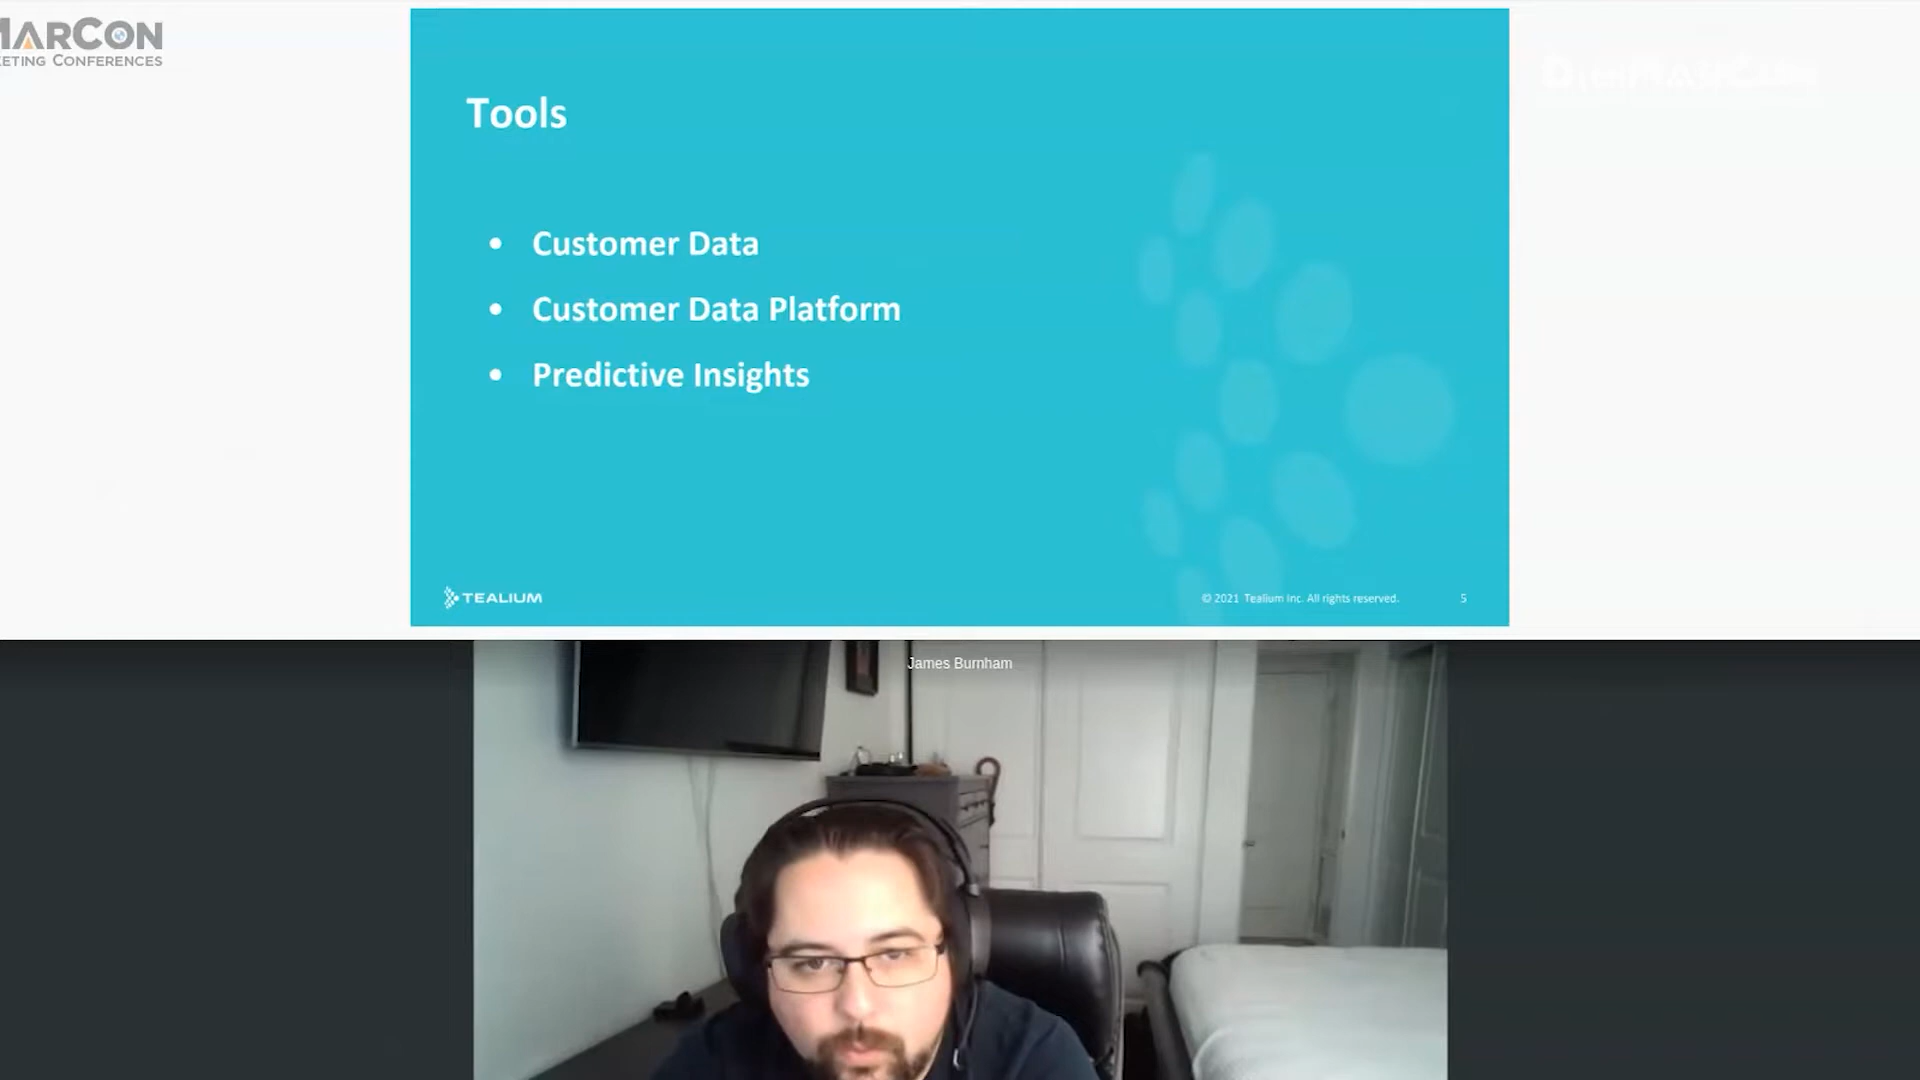 MARCON
ETING CONFERENCES
DIGIMARCON
Tools
• Customer Data
• Customer Data Platform
• Predictive Insights
TEALIUM
© 2021 Tealium Inc. All rights reserved.
5
James Burnham